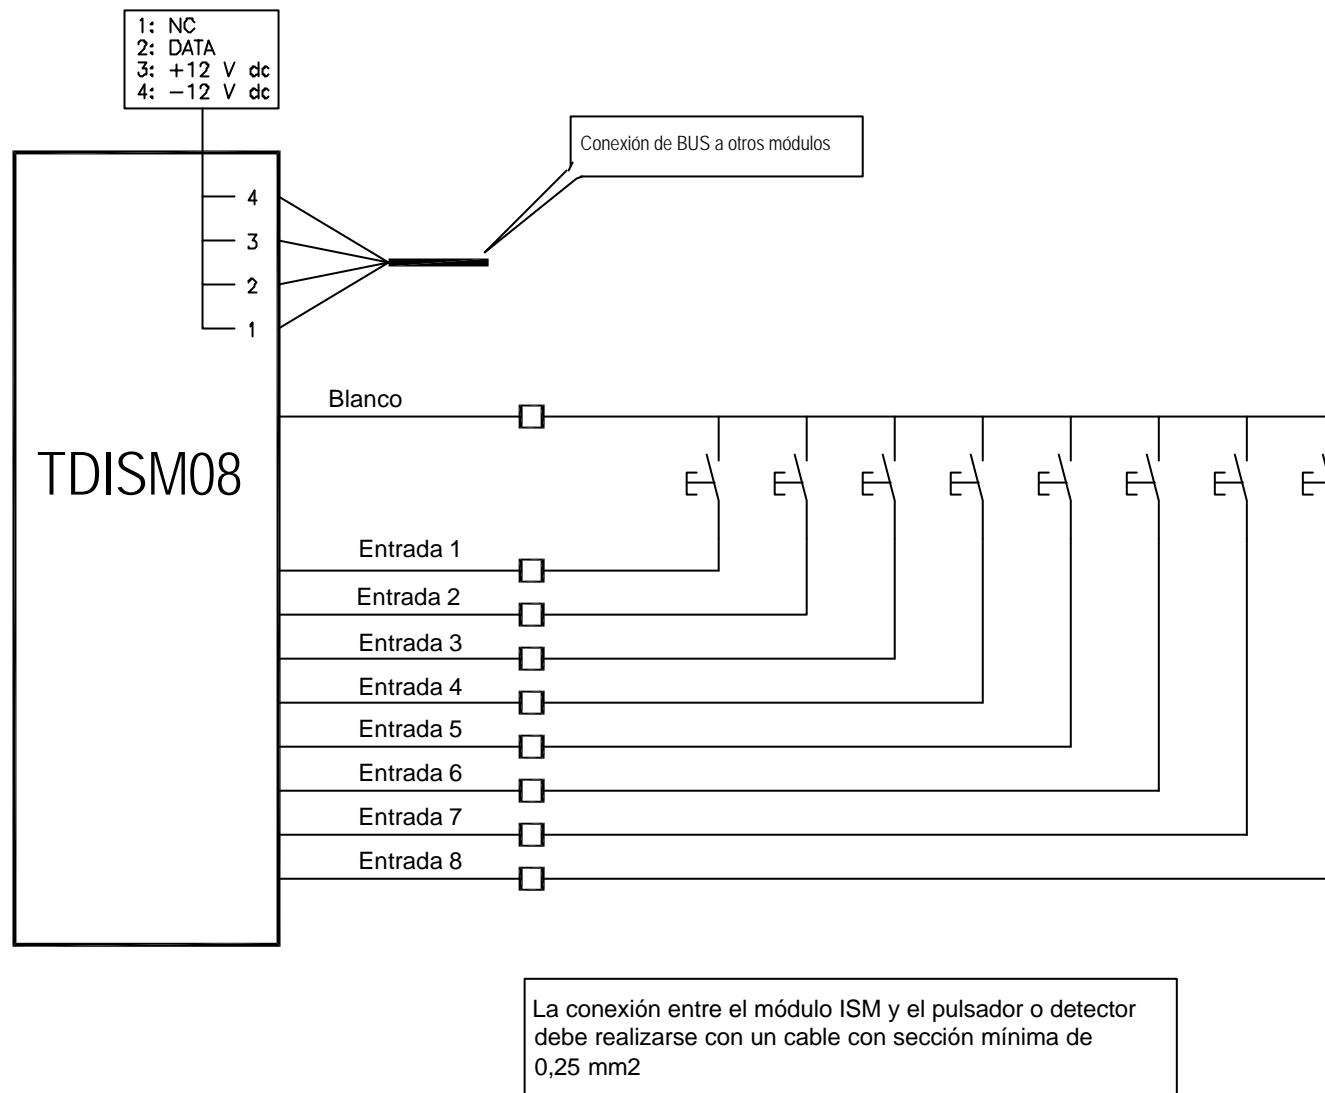 1: NC
2: DATA
3: +12 V dc
4: -12 V dc
Conexión de BUS a otros módulos
4
3
2
1
Blanco
TDISM08
Entrada 1
Entrada 2
Entrada 3
Entrada 4
Entrada 5
Entrada 6
Entrada 7
Entrada 8
La conexión entre el módulo ISM y el pulsador o detector
debe realizarse con un cable con sección mínima de
0,25 mm2